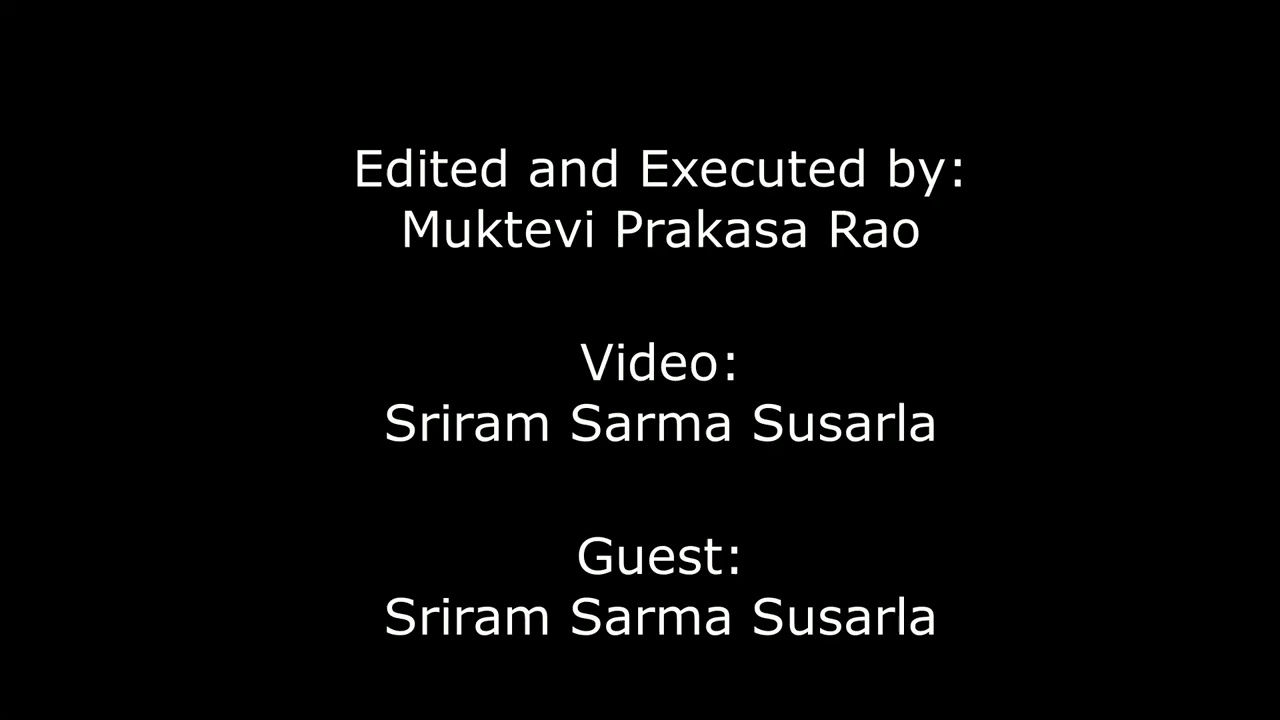 Edited and Executed by:
Muktevi Prakasa Rao
Video:
Sriram Sarma Susarla
Guest:
Sriram Sarma Susarla